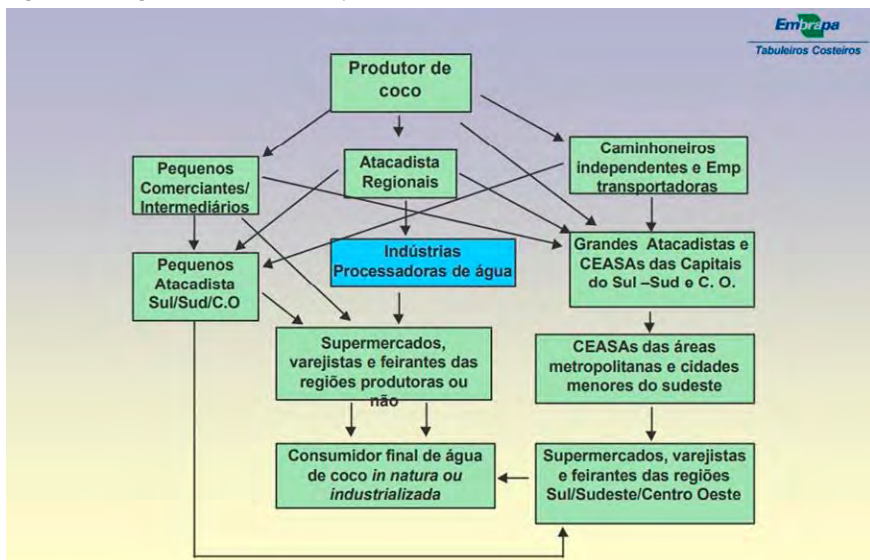 Embrapa
Tabuleiros Costeiros
Produtor de
coco
Pequenos
Comerciantes/
Intermediários
Atacadista
Regionais
Caminhoneiros
independentes e Emp
transportadoras
Pequenos
Atacadista
Sul/Sud/C.O
Indústrias
Processadoras de água
Grandes Atacadistas e
CEASAs das Capitais
do Sul –Sud e C. O.
Supermercados,
varejistas e feirantes das
regiões produtoras ou
não
CEASAs das áreas
metropolitanas e cidades
menores do sudeste
Consumidor final de água
de coco in natura ou
industrializada
Supermercados, varejistas
e feirantes das regiões
Sul/Sudeste/Centro Oeste